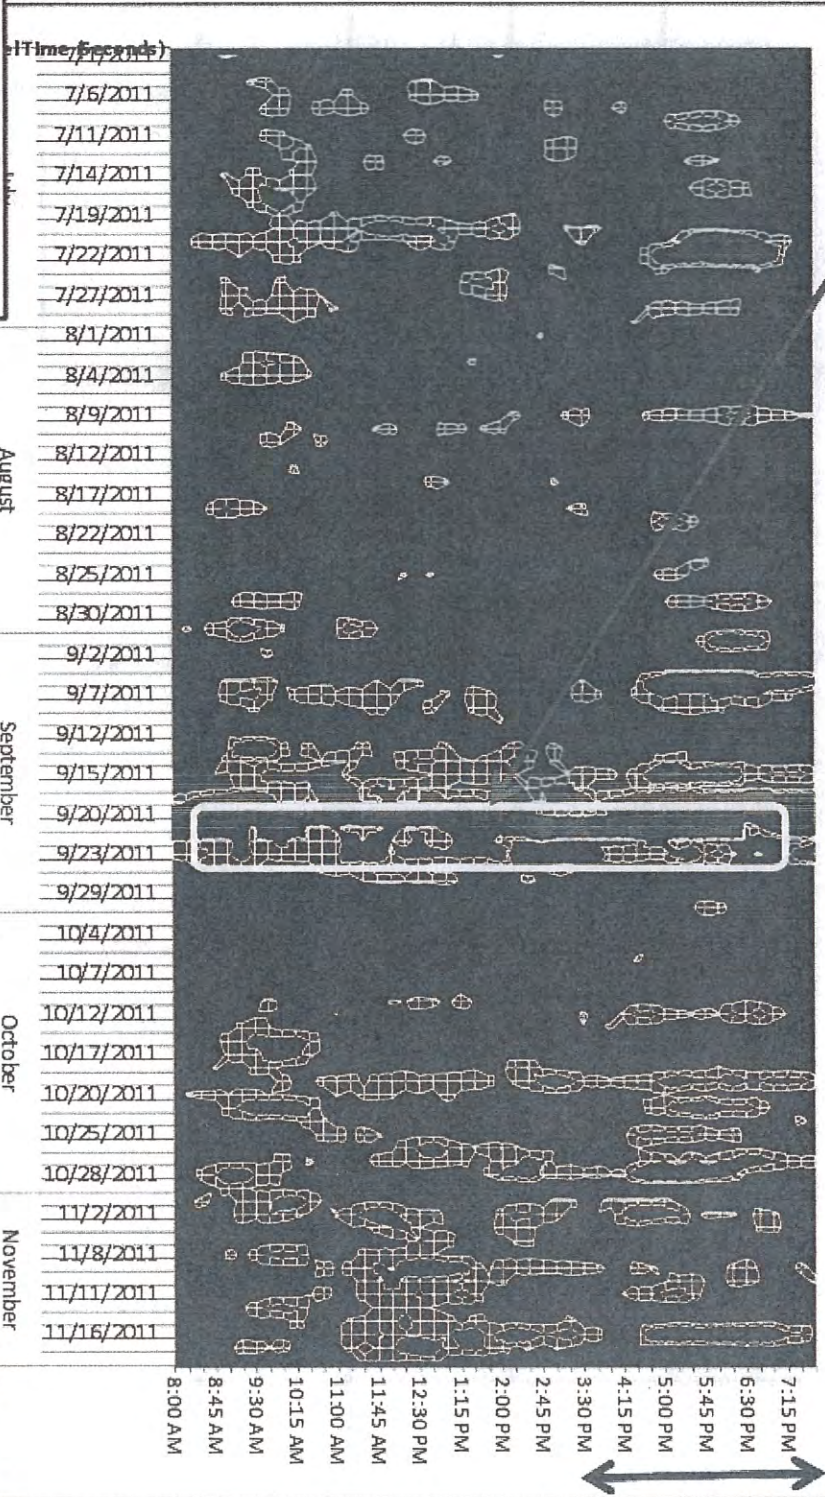 elTime (Seconds)
7/1/2011
7/6/2011
7/11/2011
7/14/2011
7/19/2011
7/22/2011
7/27/2011
8/1/2011
8/4/2011
8/9/2011
8/12/2011
8/17/2011
8/22/2011
8/25/2011
8/30/2011
9/2/2011
9/7/2011
9/12/2011
9/15/2011
9/20/2011
9/23/2011
9/29/2011
10/4/2011
10/7/2011
10/12/2011
10/17/2011
10/20/2011
10/25/2011
10/28/2011
11/2/2011
11/8/2011
11/11/2011
11/16/2011
July
August
September
October
November
8:00 AM
8:45 AM
9:30 AM
10:15 AM
11:00 AM
11:45 AM
12:30 PM
1:15 PM
2:00 PM
2:45 PM
3:30 PM
4:15 PM
5:00 PM
5:45 PM
6:30 PM
7:15 PM